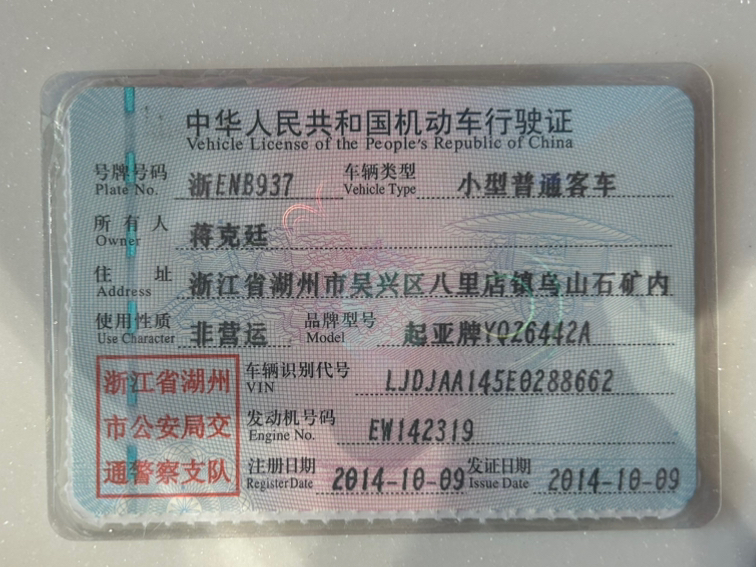 中华人民共和国机动车行驶证
Vehicle License of the People's Republic of China
号牌号码 浙ENB937 车辆类型 小型普通客车
Plate No. Vehicle Type
所有人 蒋克廷
Owner
住址 浙江省湖州市吴兴区八里店镇乌山石矿内
Address
使用性质 非营运 品牌型号 起亚牌YQZ6442A
Use Character Model
浙江省湖州
市公安局交
通警察支队
车辆识别代号 LJDJAA145E0288662
VIN
发动机号码 EW142319
Engine No.
注册日期 2014-10-09 发证日期 2014-10-09
Register Date Issue Date